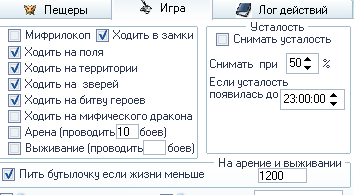 Пещеры Игра Лог действий
Мифрилокоп Ходить в замки
Ходить на поля
Ходить на территории
Ходить на зверей
Ходить на битву героев
Ходить на мифического дракона
Арена (проводить 10 боев)
Выживание (проводить боев)
Усталость
Снимать усталость
Снимать при 50 %
Если усталость
появилась до 23:00:00
На арение и выживании
Пить бутылочку если жизни меньше 1200